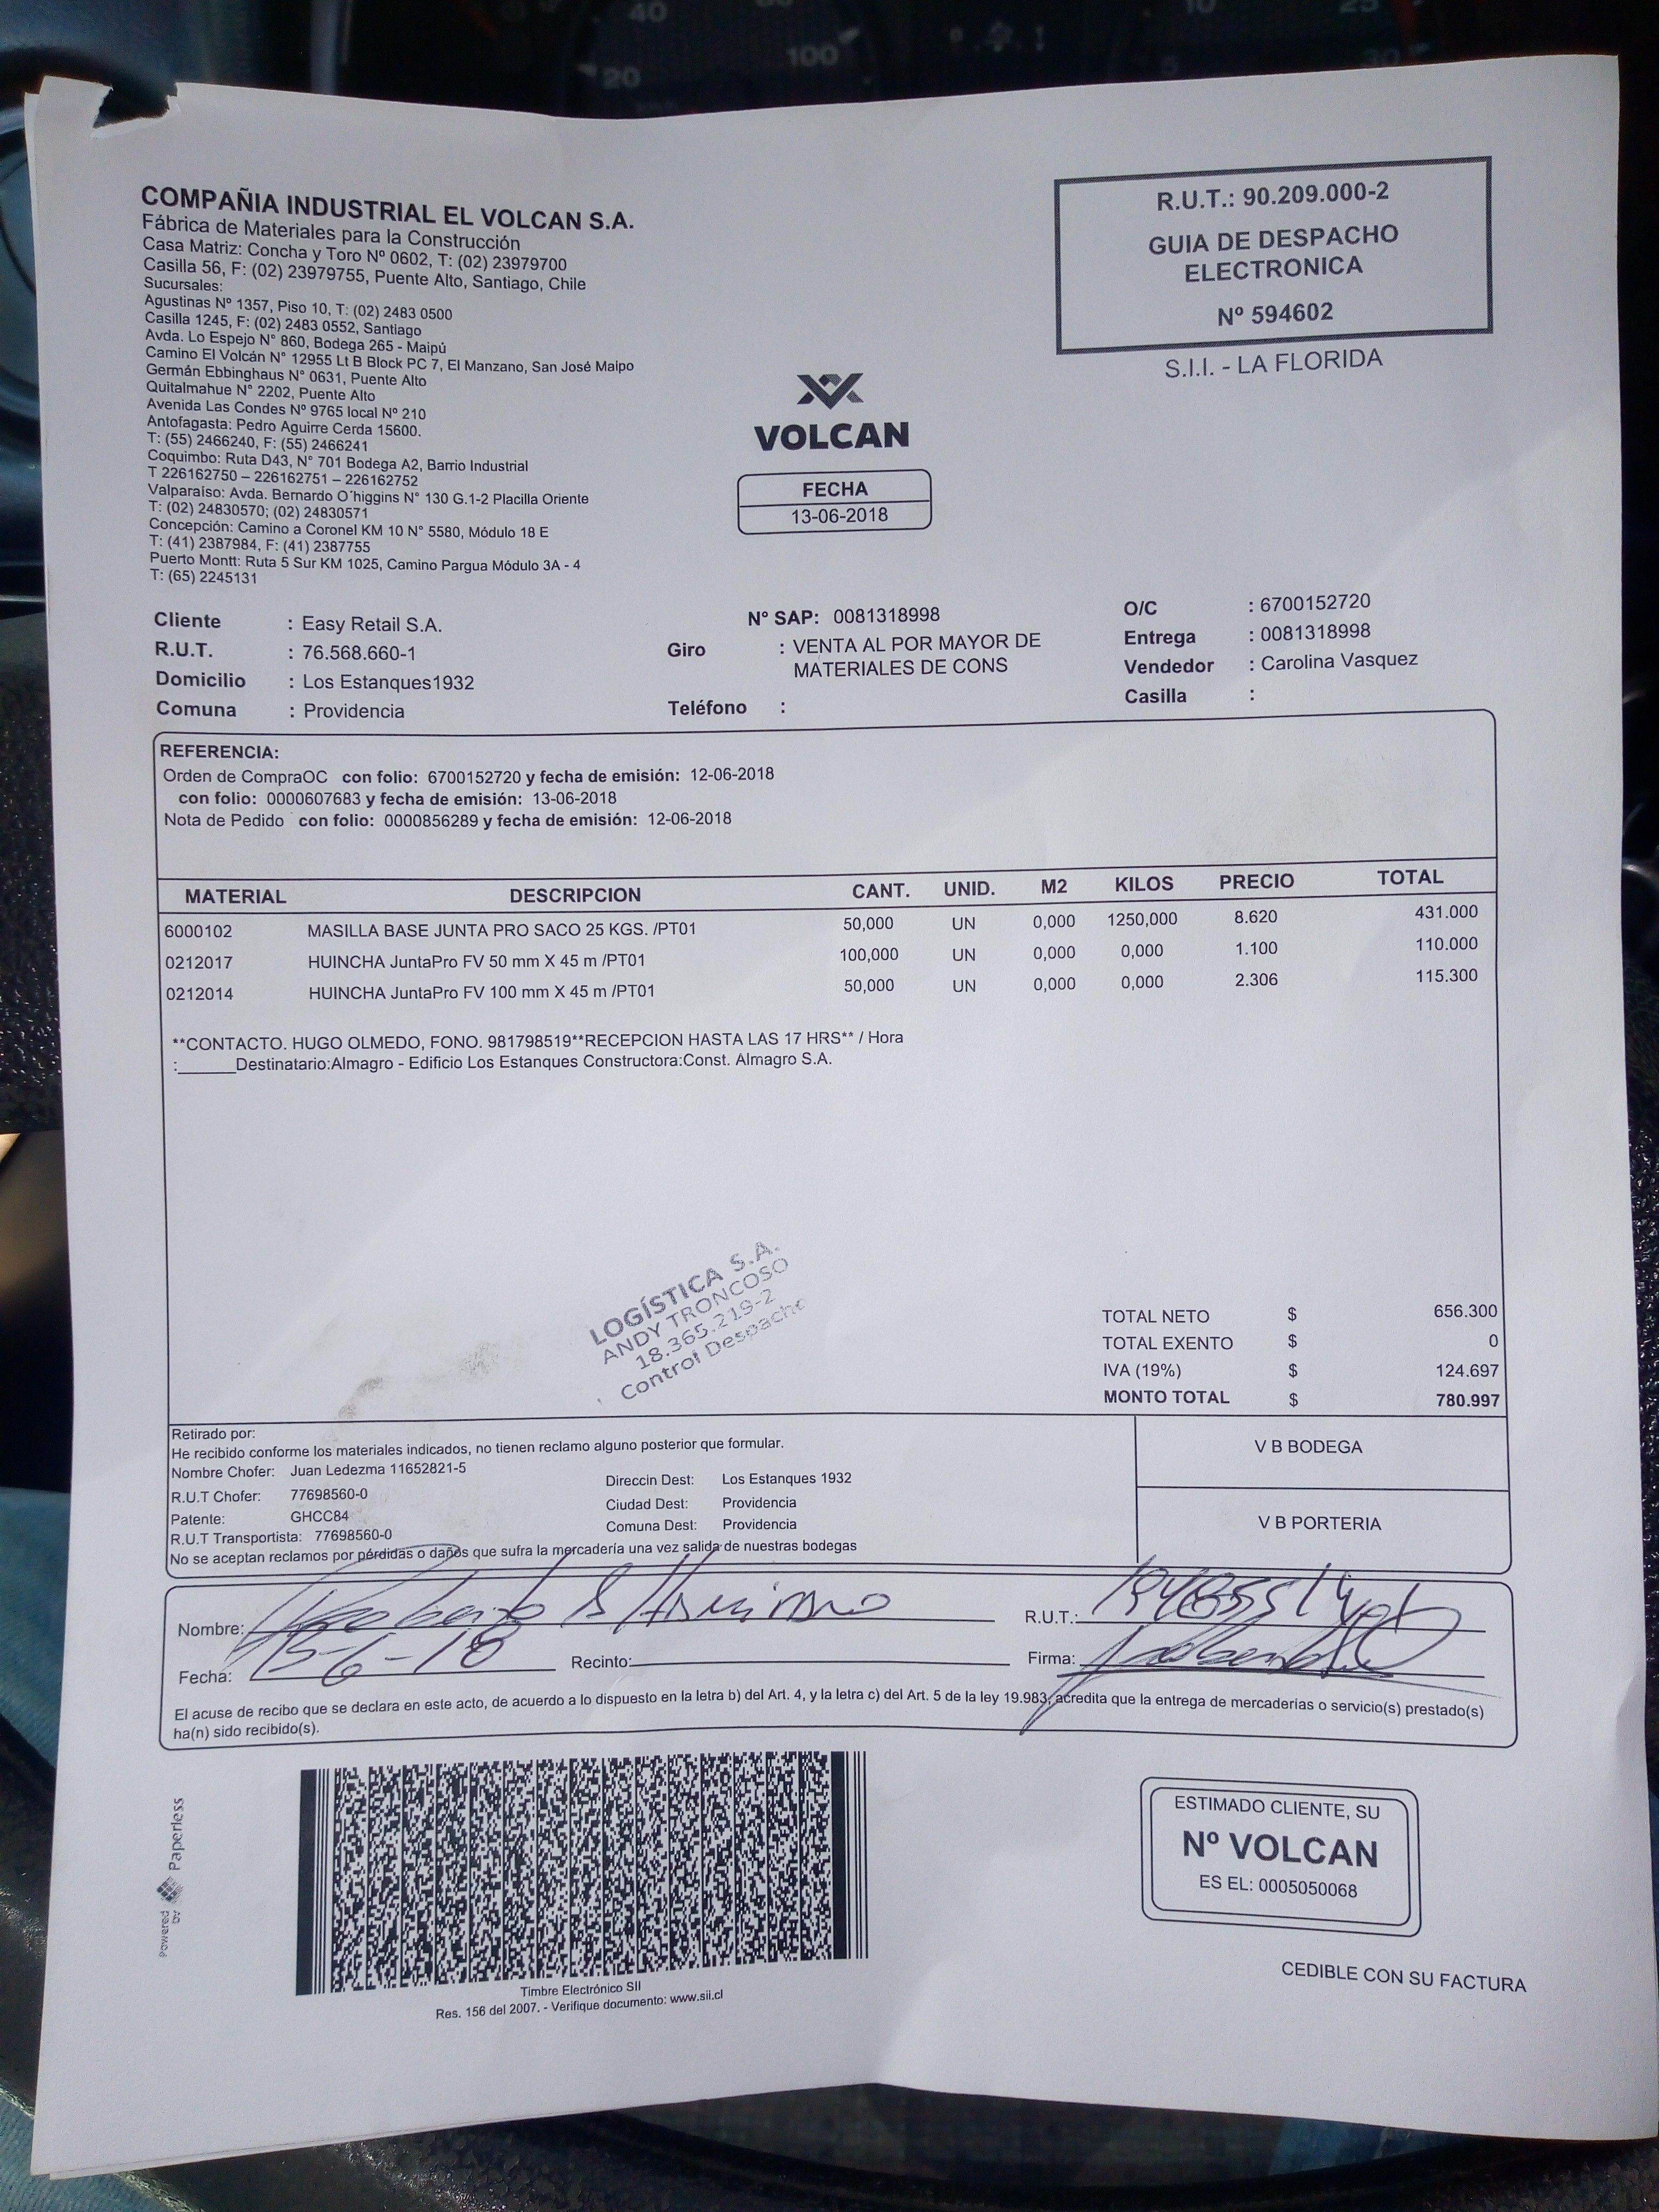 COMPAÑIA INDUSTRIAL EL VOLCAN S.A.
Fábrica de Materiales para la Construcción
Casa Matriz: Concha y Toro Nº 0602, T: (02) 23979700
Casilla 56, F: (02) 23979755, Puente Alto, Santiago, Chile
Sucursales:
Agustinas Nº 1357, Piso 10, T: (02) 2483 0500
Casilla 1245, F: (02) 2483 0552, Santiago
Avda. Lo Espejo N° 860, Bodega 265 - Maipú
Camino El Volcán N° 12955 Lt B Block PC 7, El Manzano, San José Maipo
Germán Ebbinghaus N° 0631, Puente Alto
Quitalmahue N° 2202, Puente Alto
Avenida Las Condes Nº 9765 local Nº 210
Antofagasta: Pedro Aguirre Cerda 15600.
T: (55) 2466240, F: (55) 2466241
Coquimbo: Ruta D43, N° 701 Bodega A2, Barrio Industrial
T 226162750 – 226162751 – 226162752
Valparaíso: Avda. Bernardo O´higgins N° 130 G.1-2 Placilla Oriente
T: (02) 24830570; (02) 24830571
Concepción: Camino a Coronel KM 10 N° 5580, Módulo 18 E
T: (41) 2387984, F: (41) 2387755
Puerto Montt: Ruta 5 Sur KM 1025, Camino Pargua Módulo 3A - 4
T: (65) 2245131
VOLCAN
FECHA
13-06-2018
R.U.T.: 90.209.000-2
GUIA DE DESPACHO
ELECTRONICA
Nº 594602
S.I.I. - LA FLORIDA
Cliente : Easy Retail S.A.
R.U.T. : 76.568.660-1
Domicilio : Los Estanques1932
Comuna : Providencia
Nº SAP: 0081318998
Giro : VENTA AL POR MAYOR DE
MATERIALES DE CONS
Teléfono :
O/C : 6700152720
Entrega : 0081318998
Vendedor : Carolina Vasquez
Casilla :
REFERENCIA:
Orden de CompraOC con folio: 6700152720 y fecha de emisión: 12-06-2018
con folio: 0000607683 y fecha de emisión: 13-06-2018
Nota de Pedido con folio: 0000856289 y fecha de emisión: 12-06-2018
MATERIAL DESCRIPCION CANT. UNID. M2 KILOS PRECIO TOTAL
6000102 MASILLA BASE JUNTA PRO SACO 25 KGS. /PT01 50,000 UN 0,000 1250,000 8.620 431.000
0212017 HUINCHA JuntaPro FV 50 mm X 45 m /PT01 100,000 UN 0,000 0,000 1.100 110.000
0212014 HUINCHA JuntaPro FV 100 mm X 45 m /PT01 50,000 UN 0,000 0,000 2.306 115.300
**CONTACTO. HUGO OLMEDO, FONO. 981798519**RECEPCION HASTA LAS 17 HRS** / Hora
:______Destinatario:Almagro - Edificio Los Estanques Constructora:Const. Almagro S.A.
LOGÍSTICA S.A.
ANDY TRONCOSO
18.365.219-2
Control Despacho
TOTAL NETO $ 656.300
TOTAL EXENTO $ 0
IVA (19%) $ 124.697
MONTO TOTAL $ 780.997
Retirado por:
He recibido conforme los materiales indicados, no tienen reclamo alguno posterior que formular.
Nombre Chofer: Juan Ledezma 11652821-5
R.U.T Chofer: 77698560-0
Patente: GHCC84
R.U.T Transportista: 77698560-0
Direccin Dest: Los Estanques 1932
Ciudad Dest: Providencia
Comuna Dest: Providencia
No se aceptan reclamos por pérdidas o daños que sufra la mercadería una vez salida de nuestras bodegas
V B BODEGA
V B PORTERIA
Nombre:
R.U.T.:
Fecha: 15-6-18
Recinto:
Firma:
El acuse de recibo que se declara en este acto, de acuerdo a lo dispuesto en la letra b) del Art. 4, y la letra c) del Art. 5 de la ley 19.983, acredita que la entrega de mercaderías o servicio(s) prestado(s)
ha(n) sido recibido(s).
Powered by Paperless
Timbre Electrónico SII
Res. 156 del 2007. - Verifique documento: www.sii.cl
ESTIMADO CLIENTE, SU
Nº VOLCAN
ES EL: 0005050068
CEDIBLE CON SU FACTURA